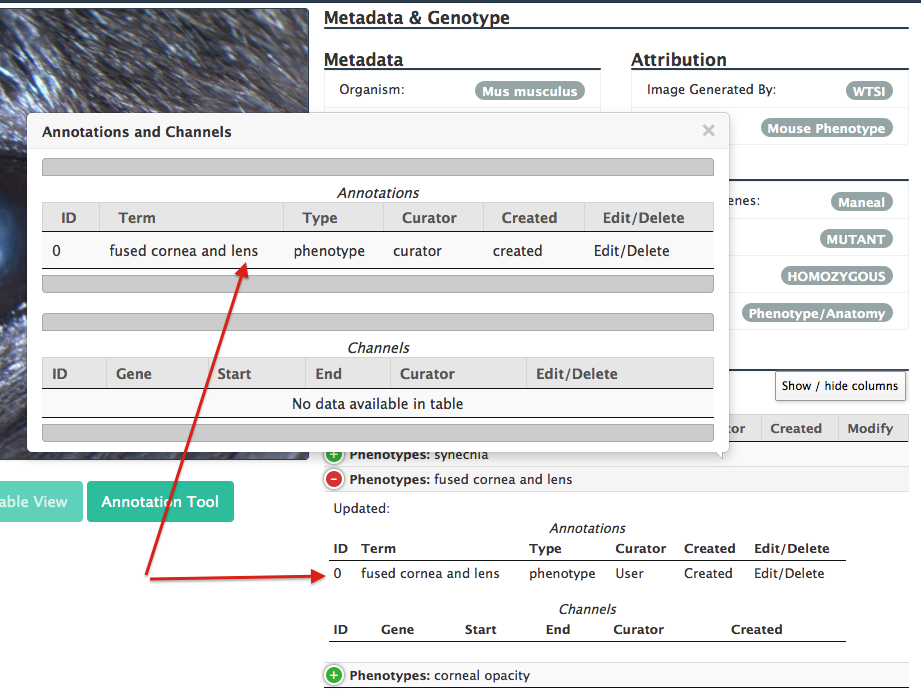 Metadata & Genotype
Metadata
Attribution
Organism: Mus musculus
Image Generated By: WTSI
Mouse Phenotype
Annotations and Channels ×
enes: Maneal
MUTANT
HOMOZYGOUS
Phenotype/Anatomy
Annotations
ID Term Type Curator Created Edit/Delete
0 fused cornea and lens phenotype curator created Edit/Delete
Channels
ID Gene Start End Curator Edit/Delete
No data available in table
Show / hide columns
tor Created Modify
Phenotypes: synechia
Phenotypes: fused cornea and lens
able View
Annotation Tool
Updated:
Annotations
ID Term Type Curator Created Edit/Delete
0 fused cornea and lens phenotype User Created Edit/Delete
Channels
ID Gene Start End Curator Created
Phenotypes: corneal opacity